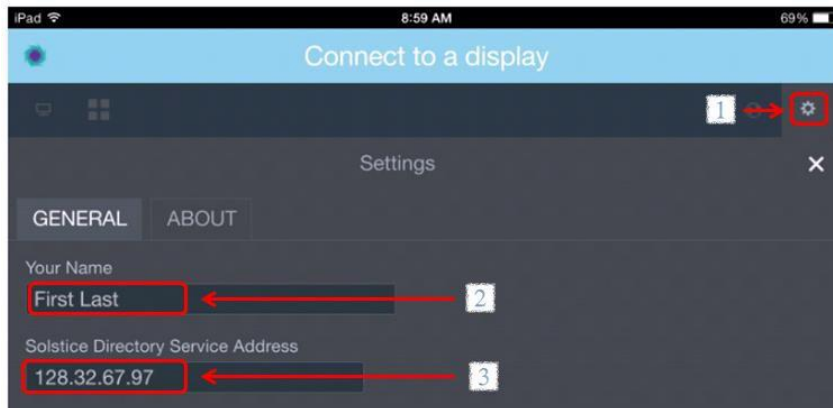 iPad 8:59 AM 69%
Connect to a display
1
Settings
GENERAL ABOUT
Your Name
First Last
2
Solstice Directory Service Address
128.32.67.97
3